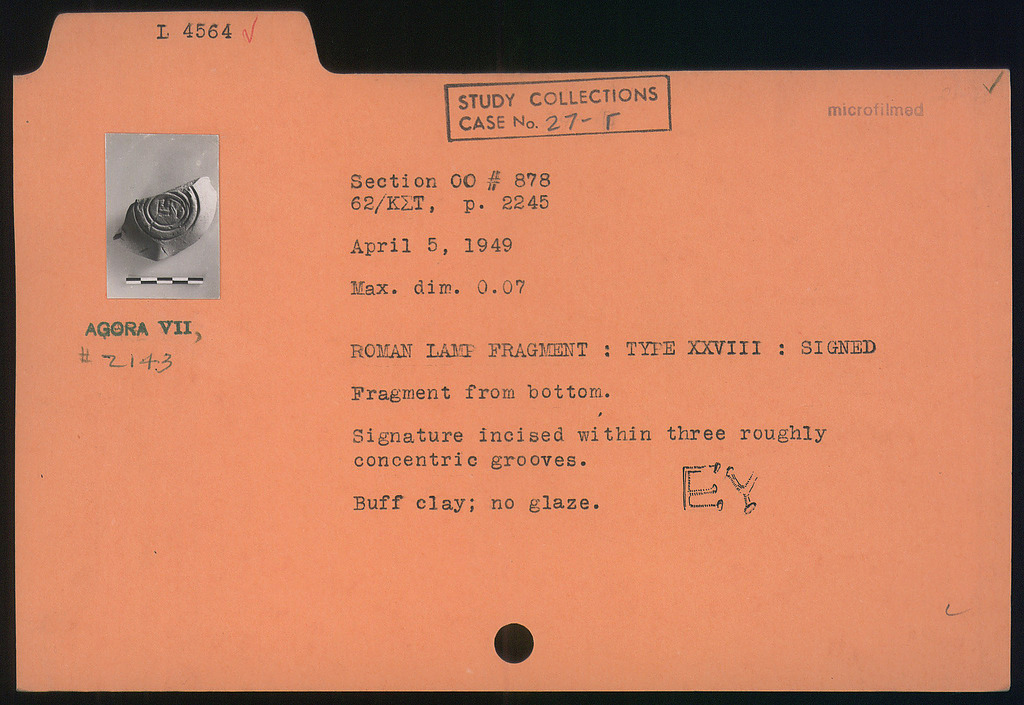 L 4564 ✓
STUDY COLLECTIONS
CASE No. 27-Γ
microfilmed
Section OO # 878
62/ΚΣΤ, p. 2245
April 5, 1949
Max. dim. 0.07
AGORA VII,
# 2143
ROMAN LAMP FRAGMENT : TYPE XXVIII : SIGNED
Fragment from bottom.
Signature incised within three roughly
concentric grooves.
ΕΥ
Buff clay; no glaze.